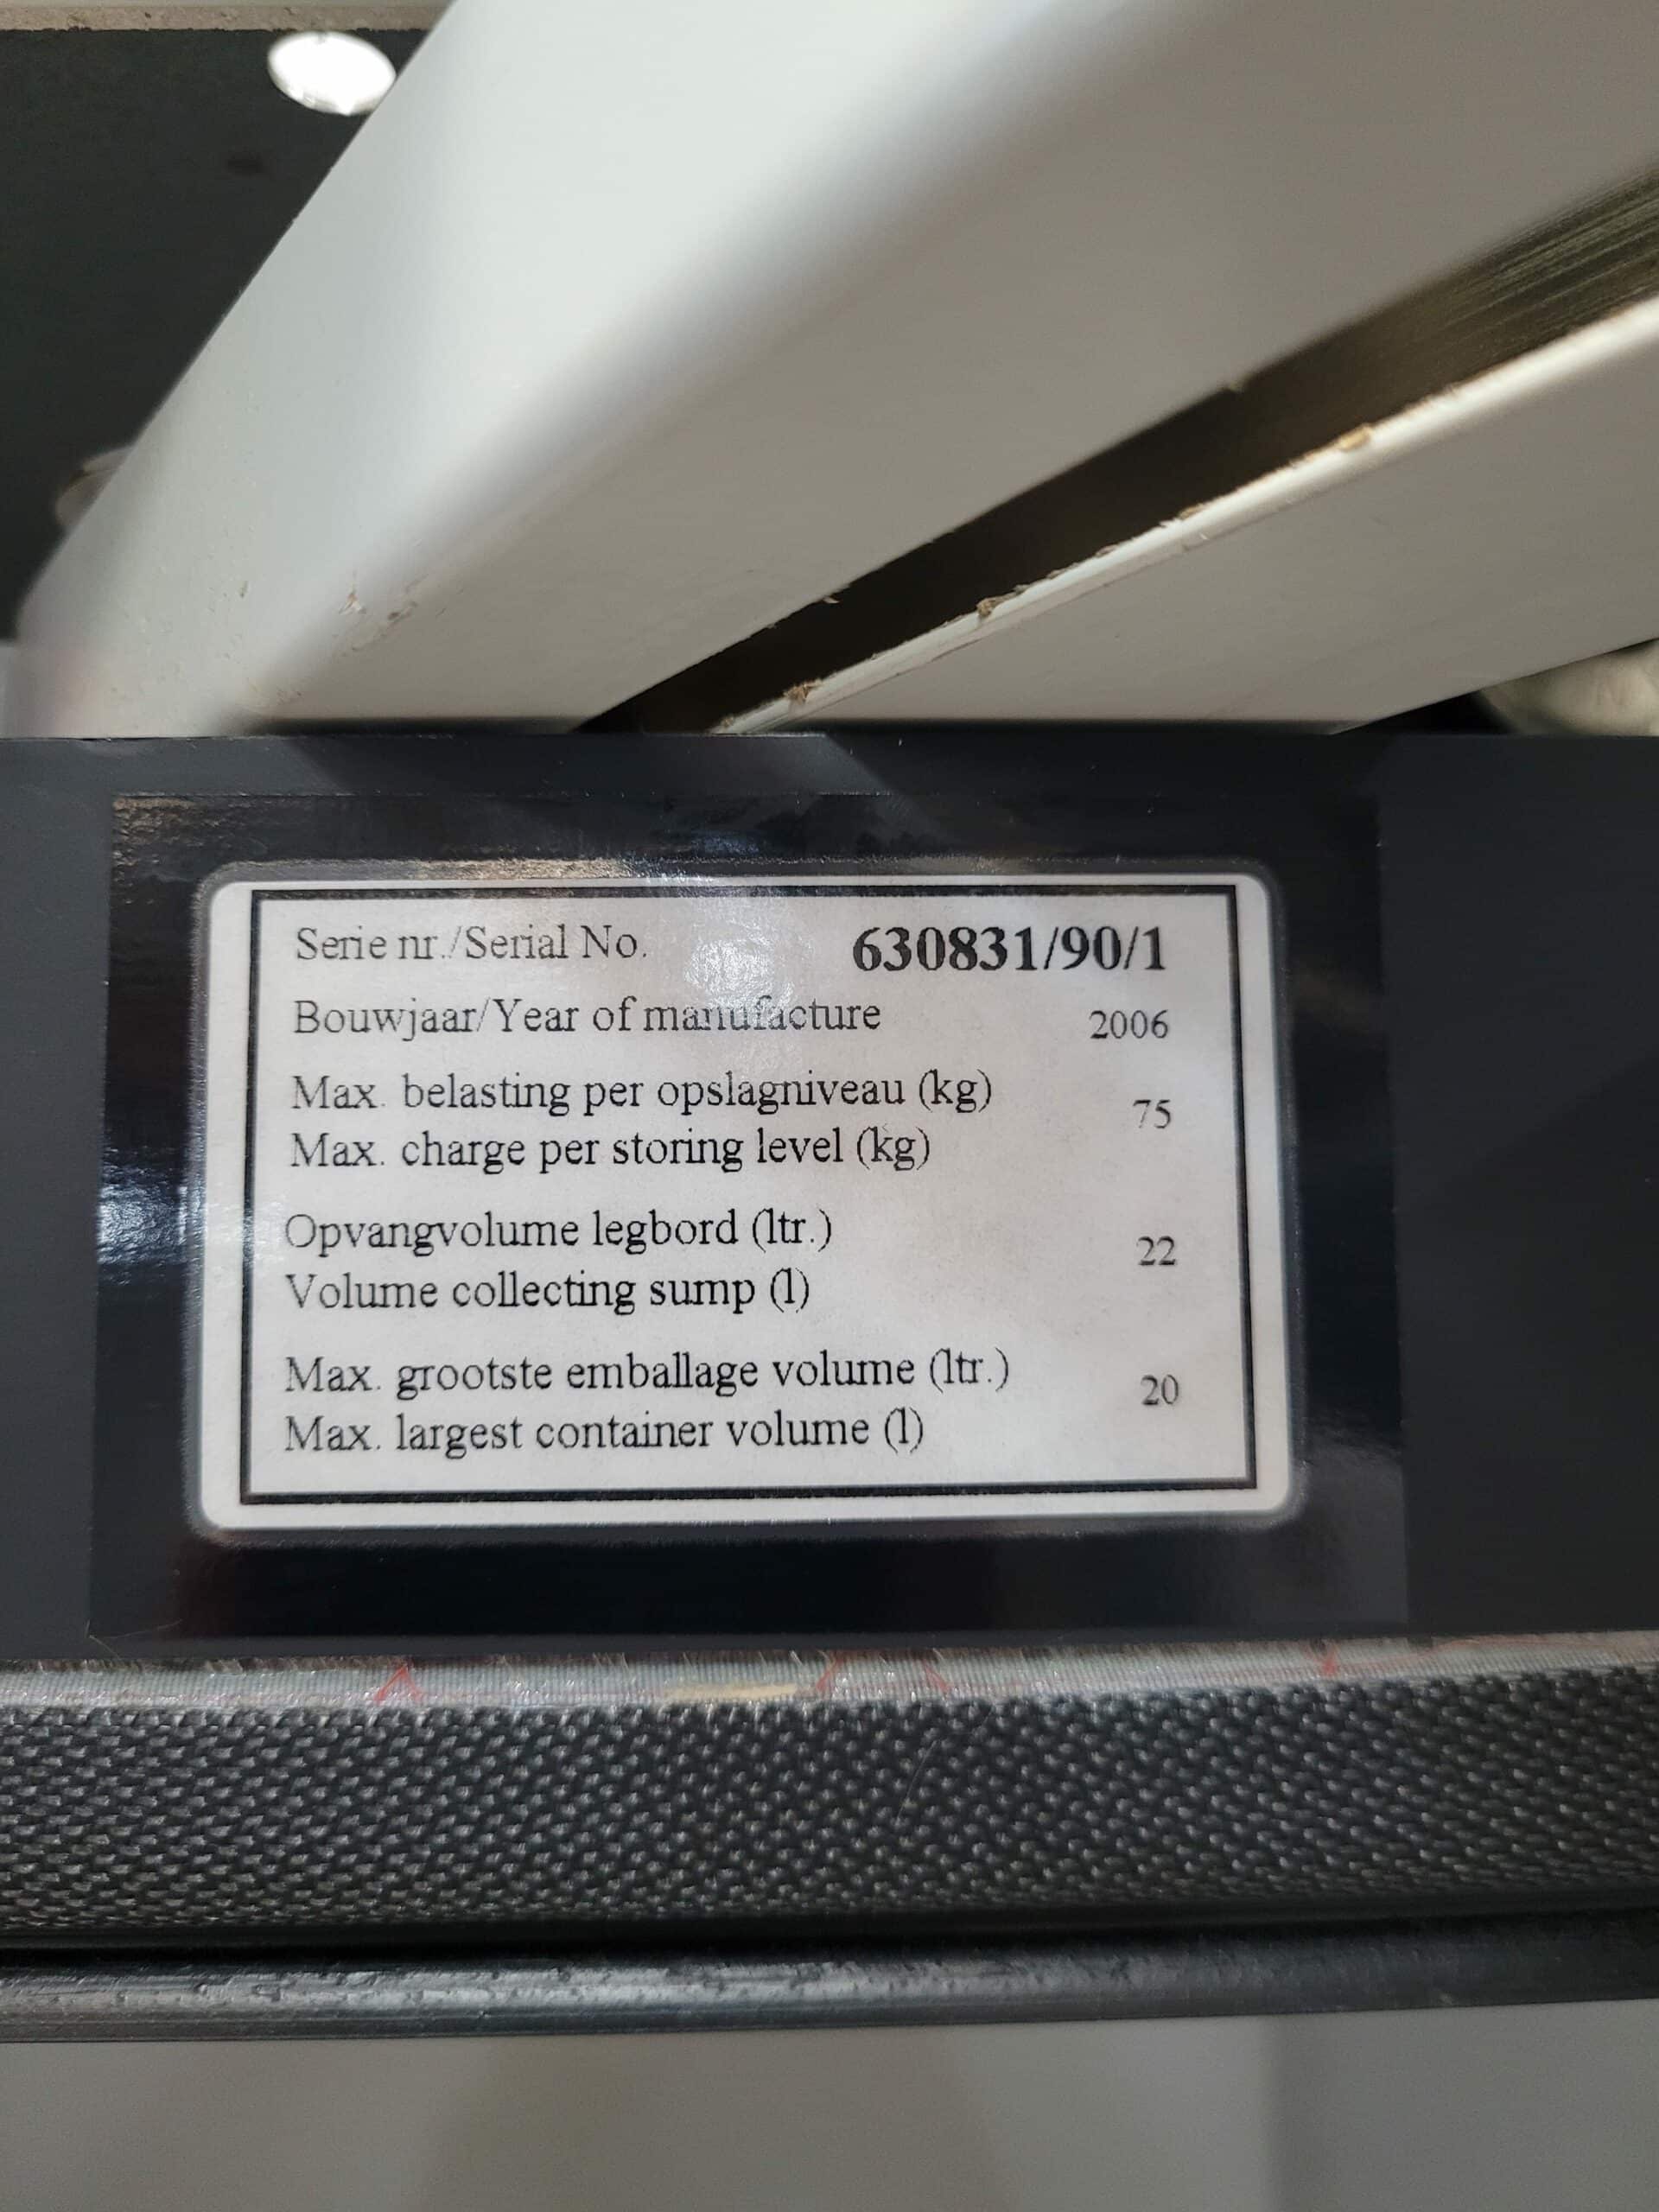 Serie nr./Serial No. 630831/90/1
Bouwjaar/Year of manufacture 2006
Max. belasting per opslagniveau (kg) 75
Max. charge per storing level (kg)
Opvangvolume legbord (ltr.) 22
Volume collecting sump (l)
Max. grootste emballage volume (ltr.) 20
Max. largest container volume (l)